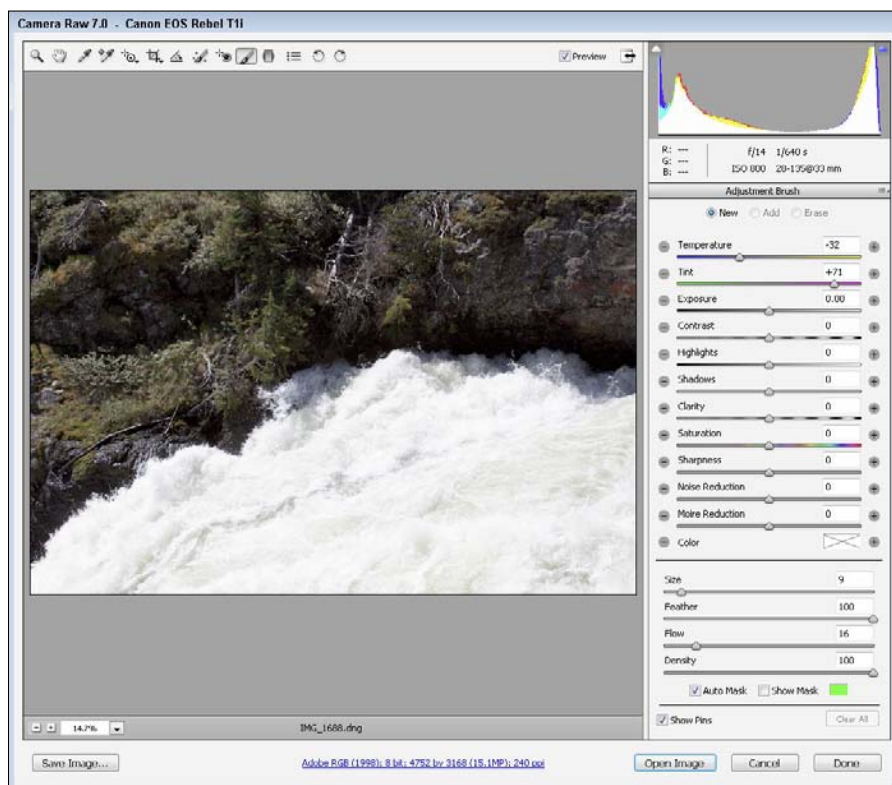 Camera Raw 7.0 - Canon EOS Rebel T1i
Preview
R: ---
G: ---
B: ---
f/14 1/640 s
ISO 800 28-135@33 mm
Adjustment Brush
New Add Erase
Temperature -32
Tint +71
Exposure 0.00
Contrast 0
Highlights 0
Shadows 0
Clarity 0
Saturation 0
Sharpness 0
Noise Reduction 0
Moire Reduction 0
Color
Size 9
Feather 100
Flow 16
Density 100
Auto Mask Show Mask
Show Pins Clear All
14.7% IMG_1688.dng
Save Image... Adobe RGB (1998); 8 bit; 4752 by 3168 (15.1MP); 240 ppi Open Image Cancel Done